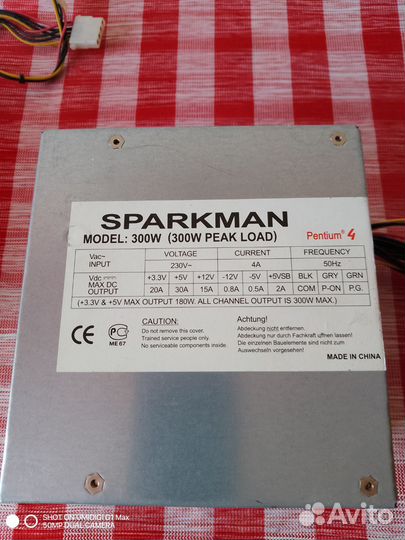 SPARKMAN
MODEL: 300W (300W PEAK LOAD) Pentium® 4
Vac~ INPUT VOLTAGE CURRENT FREQUENCY
230V~ 4A 50Hz
Vdc MAX DC OUTPUT +3.3V +5V +12V -12V -5V +5VSB BLK GRY GRN
20A 30A 15A 0.8A 0.5A 2A COM P-ON P.G.
(+3.3V & +5V MAX OUTPUT 180W. ALL CHANNEL OUTPUT IS 300W MAX.)
CE
ME 67
CAUTION:
Do not remove this cover.
Trained service people only.
No serviceable components inside.
Achtung!
Abdeckung nicht entfernen.
Abdeckung nur durch Fachkraft uffnen lassen!
Die einzelnen Bauelemente sind nicht zum
Auswechseln vorgesehen.
MADE IN CHINA
SHOT ON UMIDIGI G1 Max
50MP DUAL CAMERA
Avito